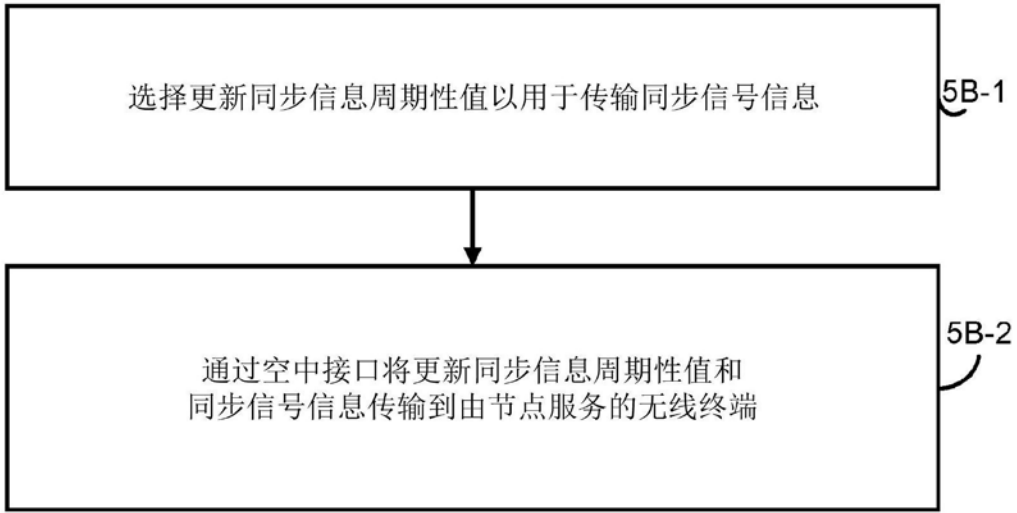 选择更新同步信息周期性值以用于传输同步信号信息
5B-1
通过空中接口将更新同步信息周期性值和
同步信号信息传输到由节点服务的无线终端
5B-2